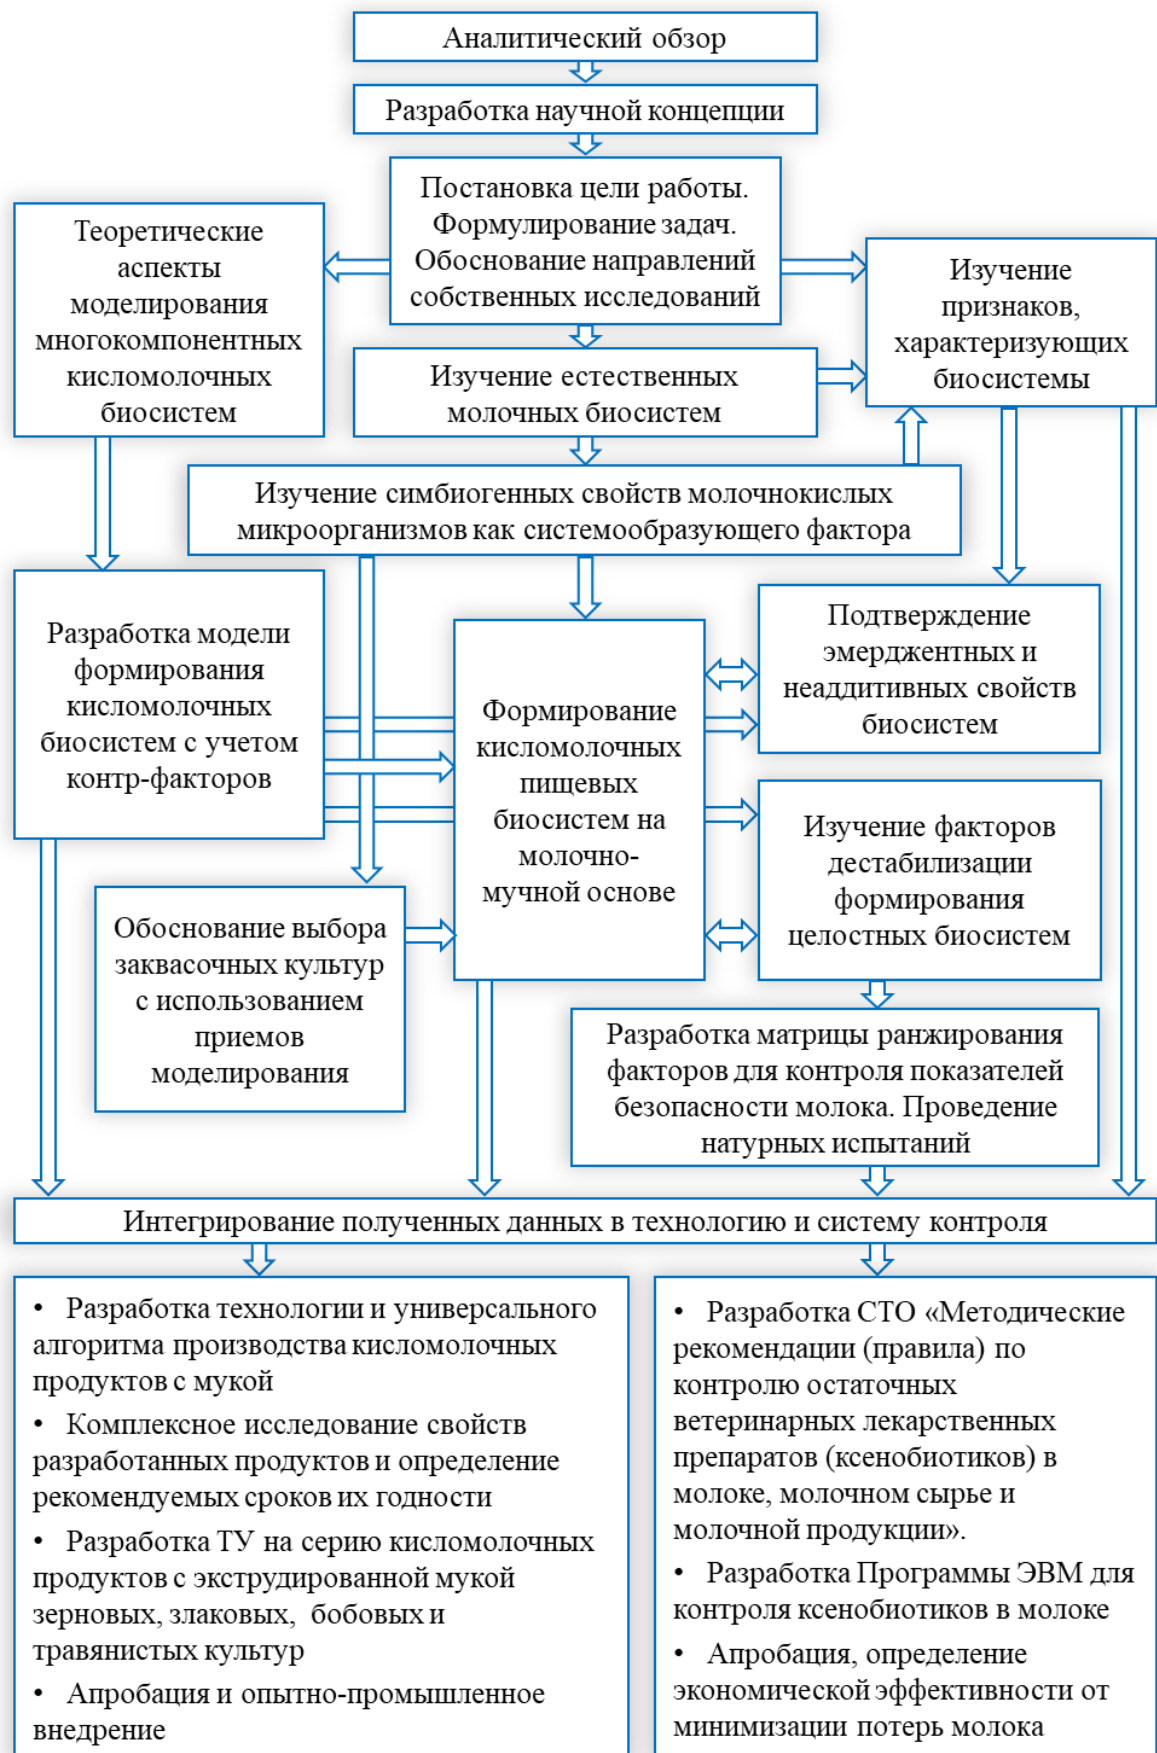 Аналитический обзор
Разработка научной концепции
Постановка цели работы.
Формулирование задач.
Обоснование направлений
собственных исследований
Теоретические
аспекты
моделирования
многокомпонентных
кисломолочных
биосистем
Изучение
признаков,
характеризующих
биосистемы
Изучение естественных
молочных биосистем
Изучение симбиогенных свойств молочнокислых
микроорганизмов как системообразующего фактора
Разработка модели
формирования
кисломолочных
биосистем с учетом
контр-факторов
Формирование
кисломолочных
пищевых
биосистем на
молочно-
мучной основе
Подтверждение
эмерджентных и
неаддитивных свойств
биосистем
Изучение факторов
дестабилизации
формирования
целостных биосистем
Обоснование выбора
заквасочных культур
с использованием
приемов
моделирования
Разработка матрицы ранжирования
факторов для контроля показателей
безопасности молока. Проведение
натурных испытаний
Интегрирование полученных данных в технологию и систему контроля
• Разработка технологии и универсального
алгоритма производства кисломолочных
продуктов с мукой
• Комплексное исследование свойств
разработанных продуктов и определение
рекомендуемых сроков их годности
• Разработка ТУ на серию кисломолочных
продуктов с экструдированной мукой
зерновых, злаковых, бобовых и
травянистых культур
• Апробация и опытно-промышленное
внедрение
• Разработка СТО «Методические
рекомендации (правила) по
контролю остаточных
ветеринарных лекарственных
препаратов (ксенобиотиков) в
молоке, молочном сырье и
молочной продукции».
• Разработка Программы ЭВМ для
контроля ксенобиотиков в молоке
• Апробация, определение
экономической эффективности от
минимизации потерь молока